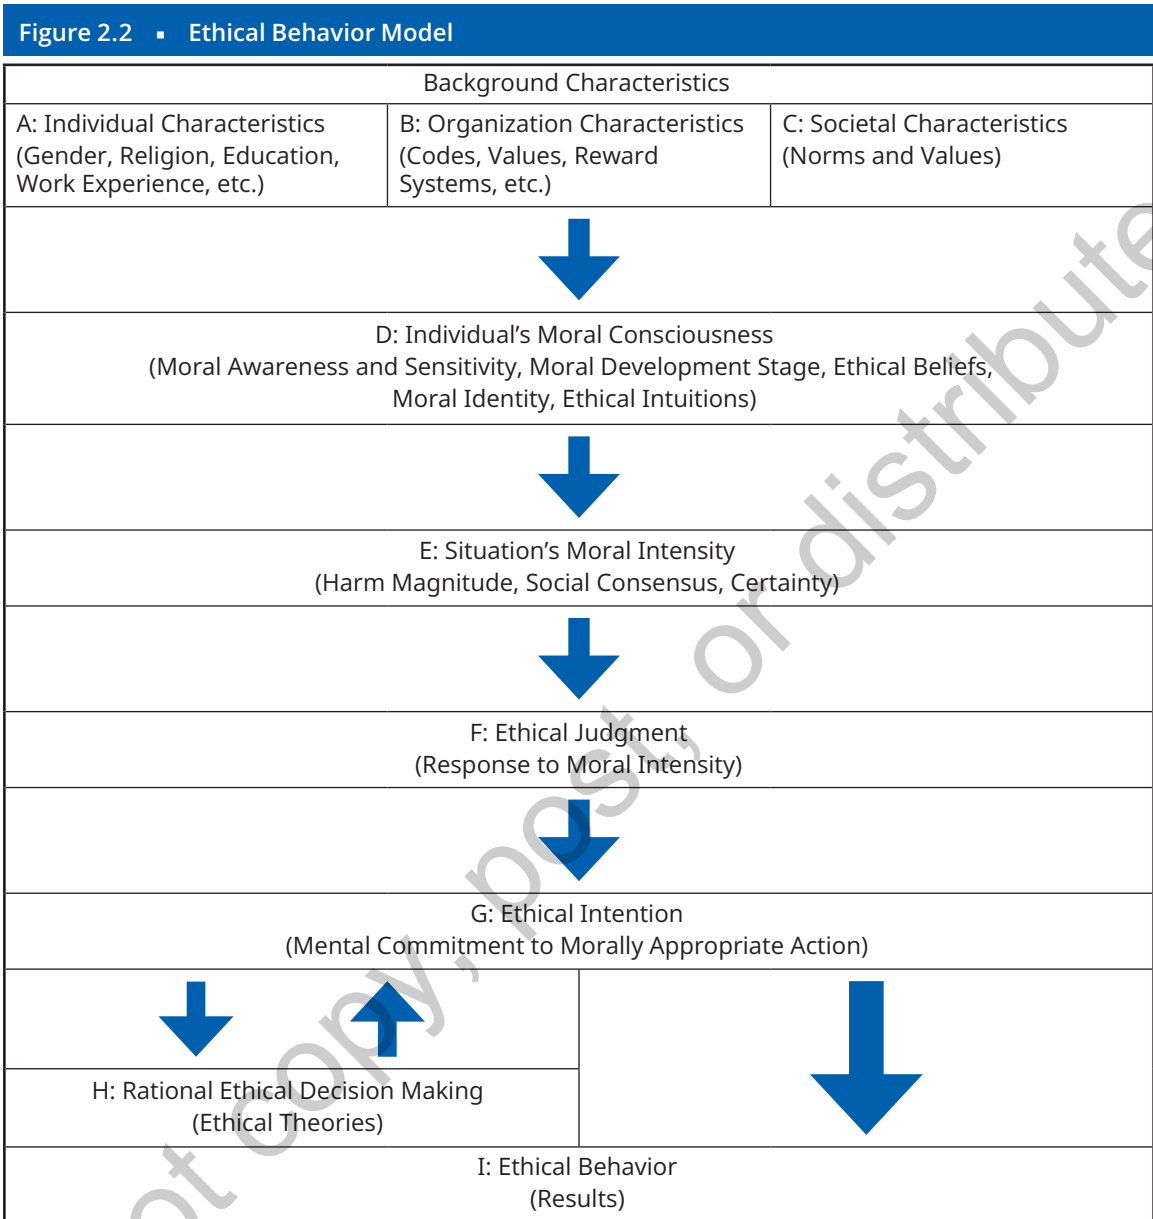 Figure 2.2 ▪ Ethical Behavior Model
Background Characteristics
A: Individual Characteristics
(Gender, Religion, Education,
Work Experience, etc.)
B: Organization Characteristics
(Codes, Values, Reward
Systems, etc.)
C: Societal Characteristics
(Norms and Values)
D: Individual’s Moral Consciousness
(Moral Awareness and Sensitivity, Moral Development Stage, Ethical Beliefs,
Moral Identity, Ethical Intuitions)
E: Situation’s Moral Intensity
(Harm Magnitude, Social Consensus, Certainty)
F: Ethical Judgment
(Response to Moral Intensity)
G: Ethical Intention
(Mental Commitment to Morally Appropriate Action)
H: Rational Ethical Decision Making
(Ethical Theories)
I: Ethical Behavior
(Results)
ot copy, post, or distribute